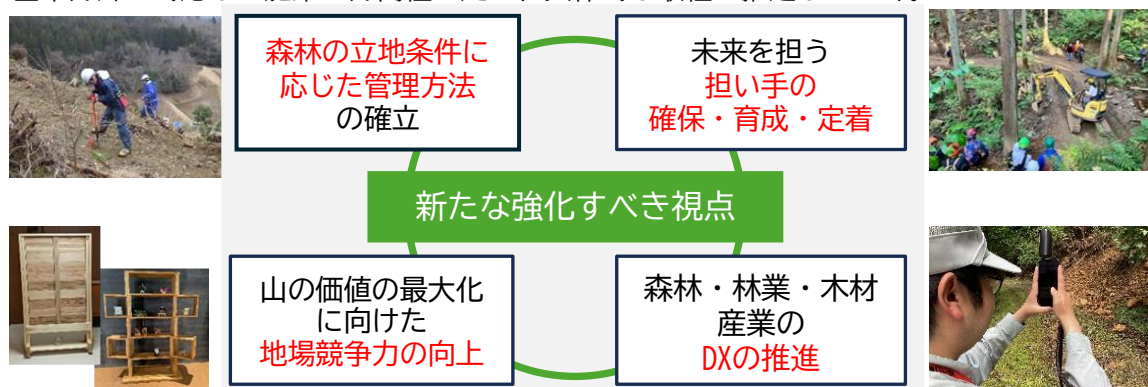 森林の立地条件に
応じた管理方法
の確立
未来を担う
担い手の
確保・育成・定着
新たな強化すべき視点
山の価値の最大化
に向けた
地場競争力の向上
森林・林業・木材
産業の
DXの推進